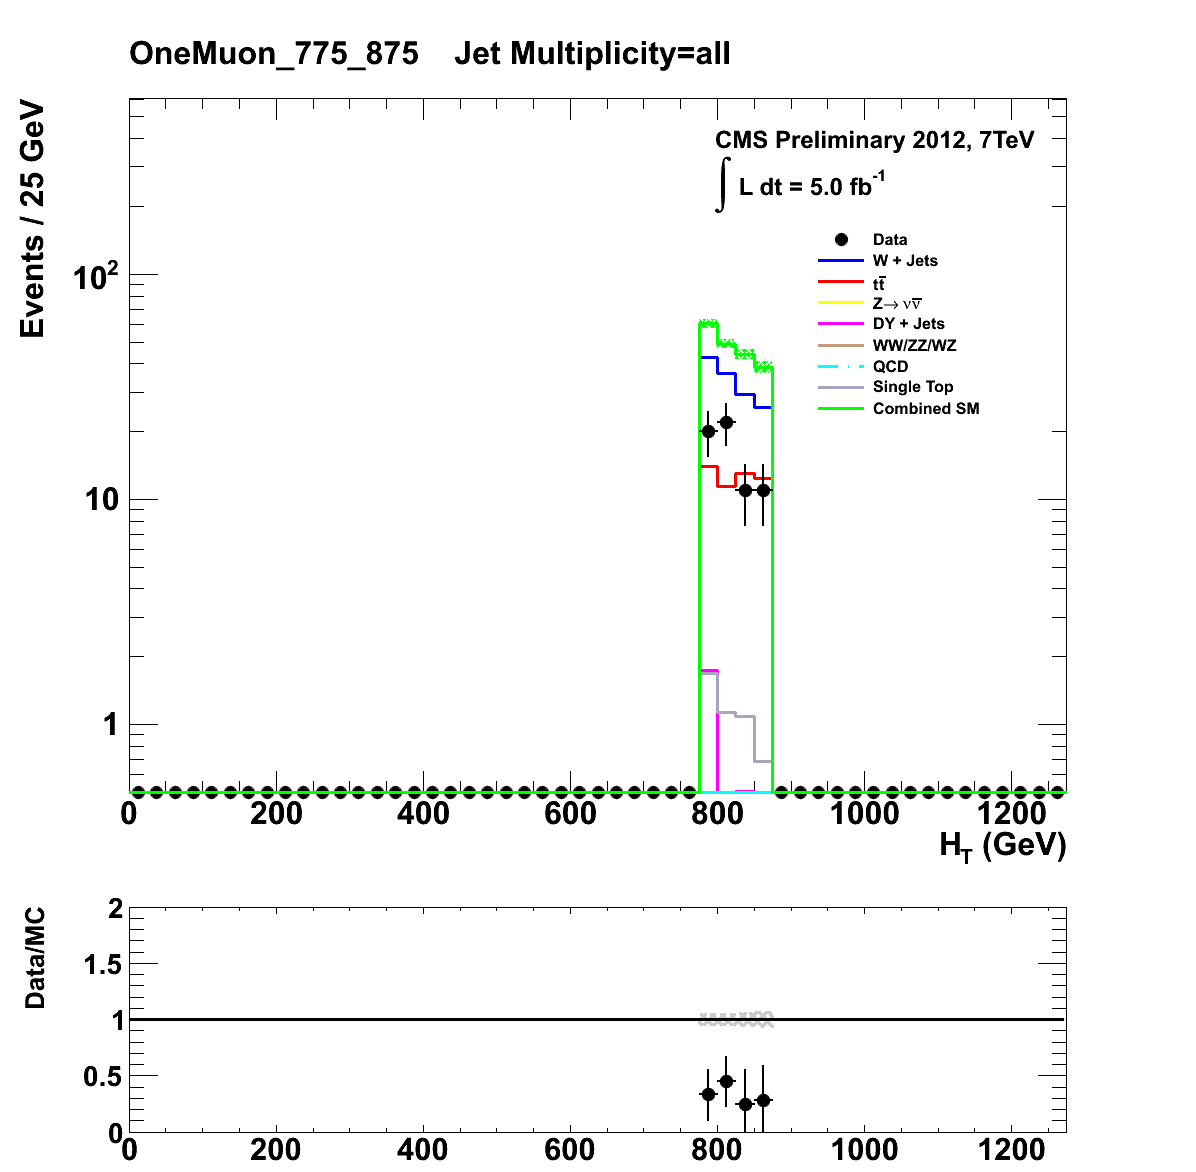 OneMuon_775_875 Jet Multiplicity=all
Events / 25 GeV
CMS Preliminary 2012, 7TeV
∫ L dt = 5.0 fb⁻¹
Data
W + Jets
tt̅
Z→ νν̅
DY + Jets
WW/ZZ/WZ
QCD
Single Top
Combined SM
10²
10
1
0 200 400 600 800 1000 1200
H_T (GeV)
Data/MC
2
1.5
1
0.5
0
0 200 400 600 800 1000 1200